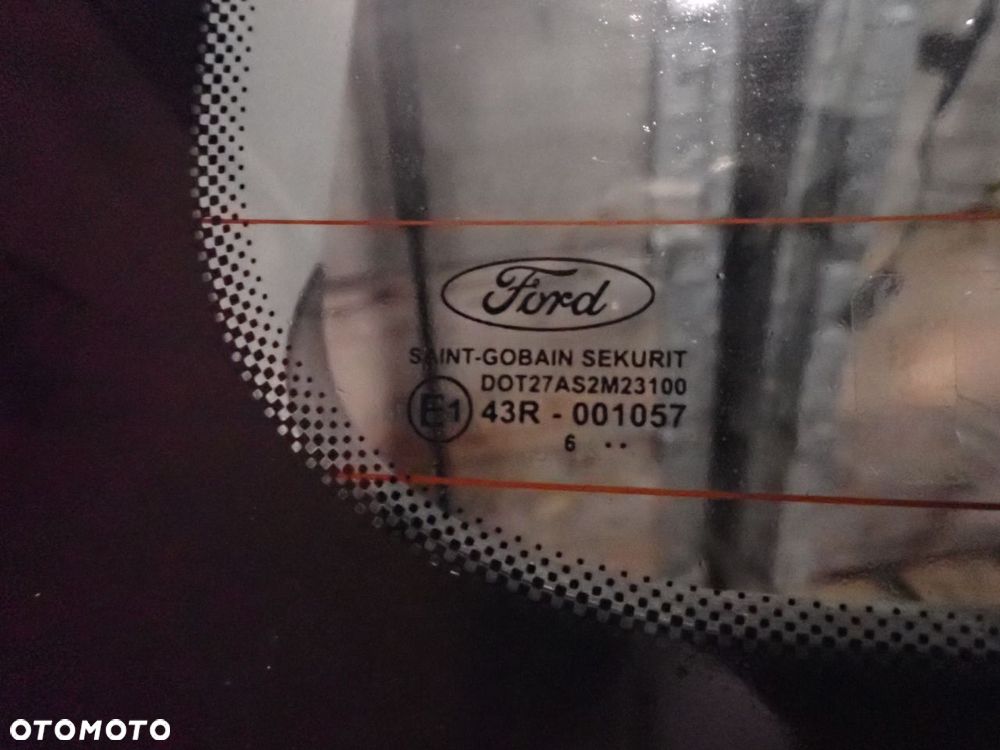 Ford
SAINT-GOBAIN SEKURIT
DOT27AS2M23100
E1 43R - 001057
6 ..
OTOMOTO